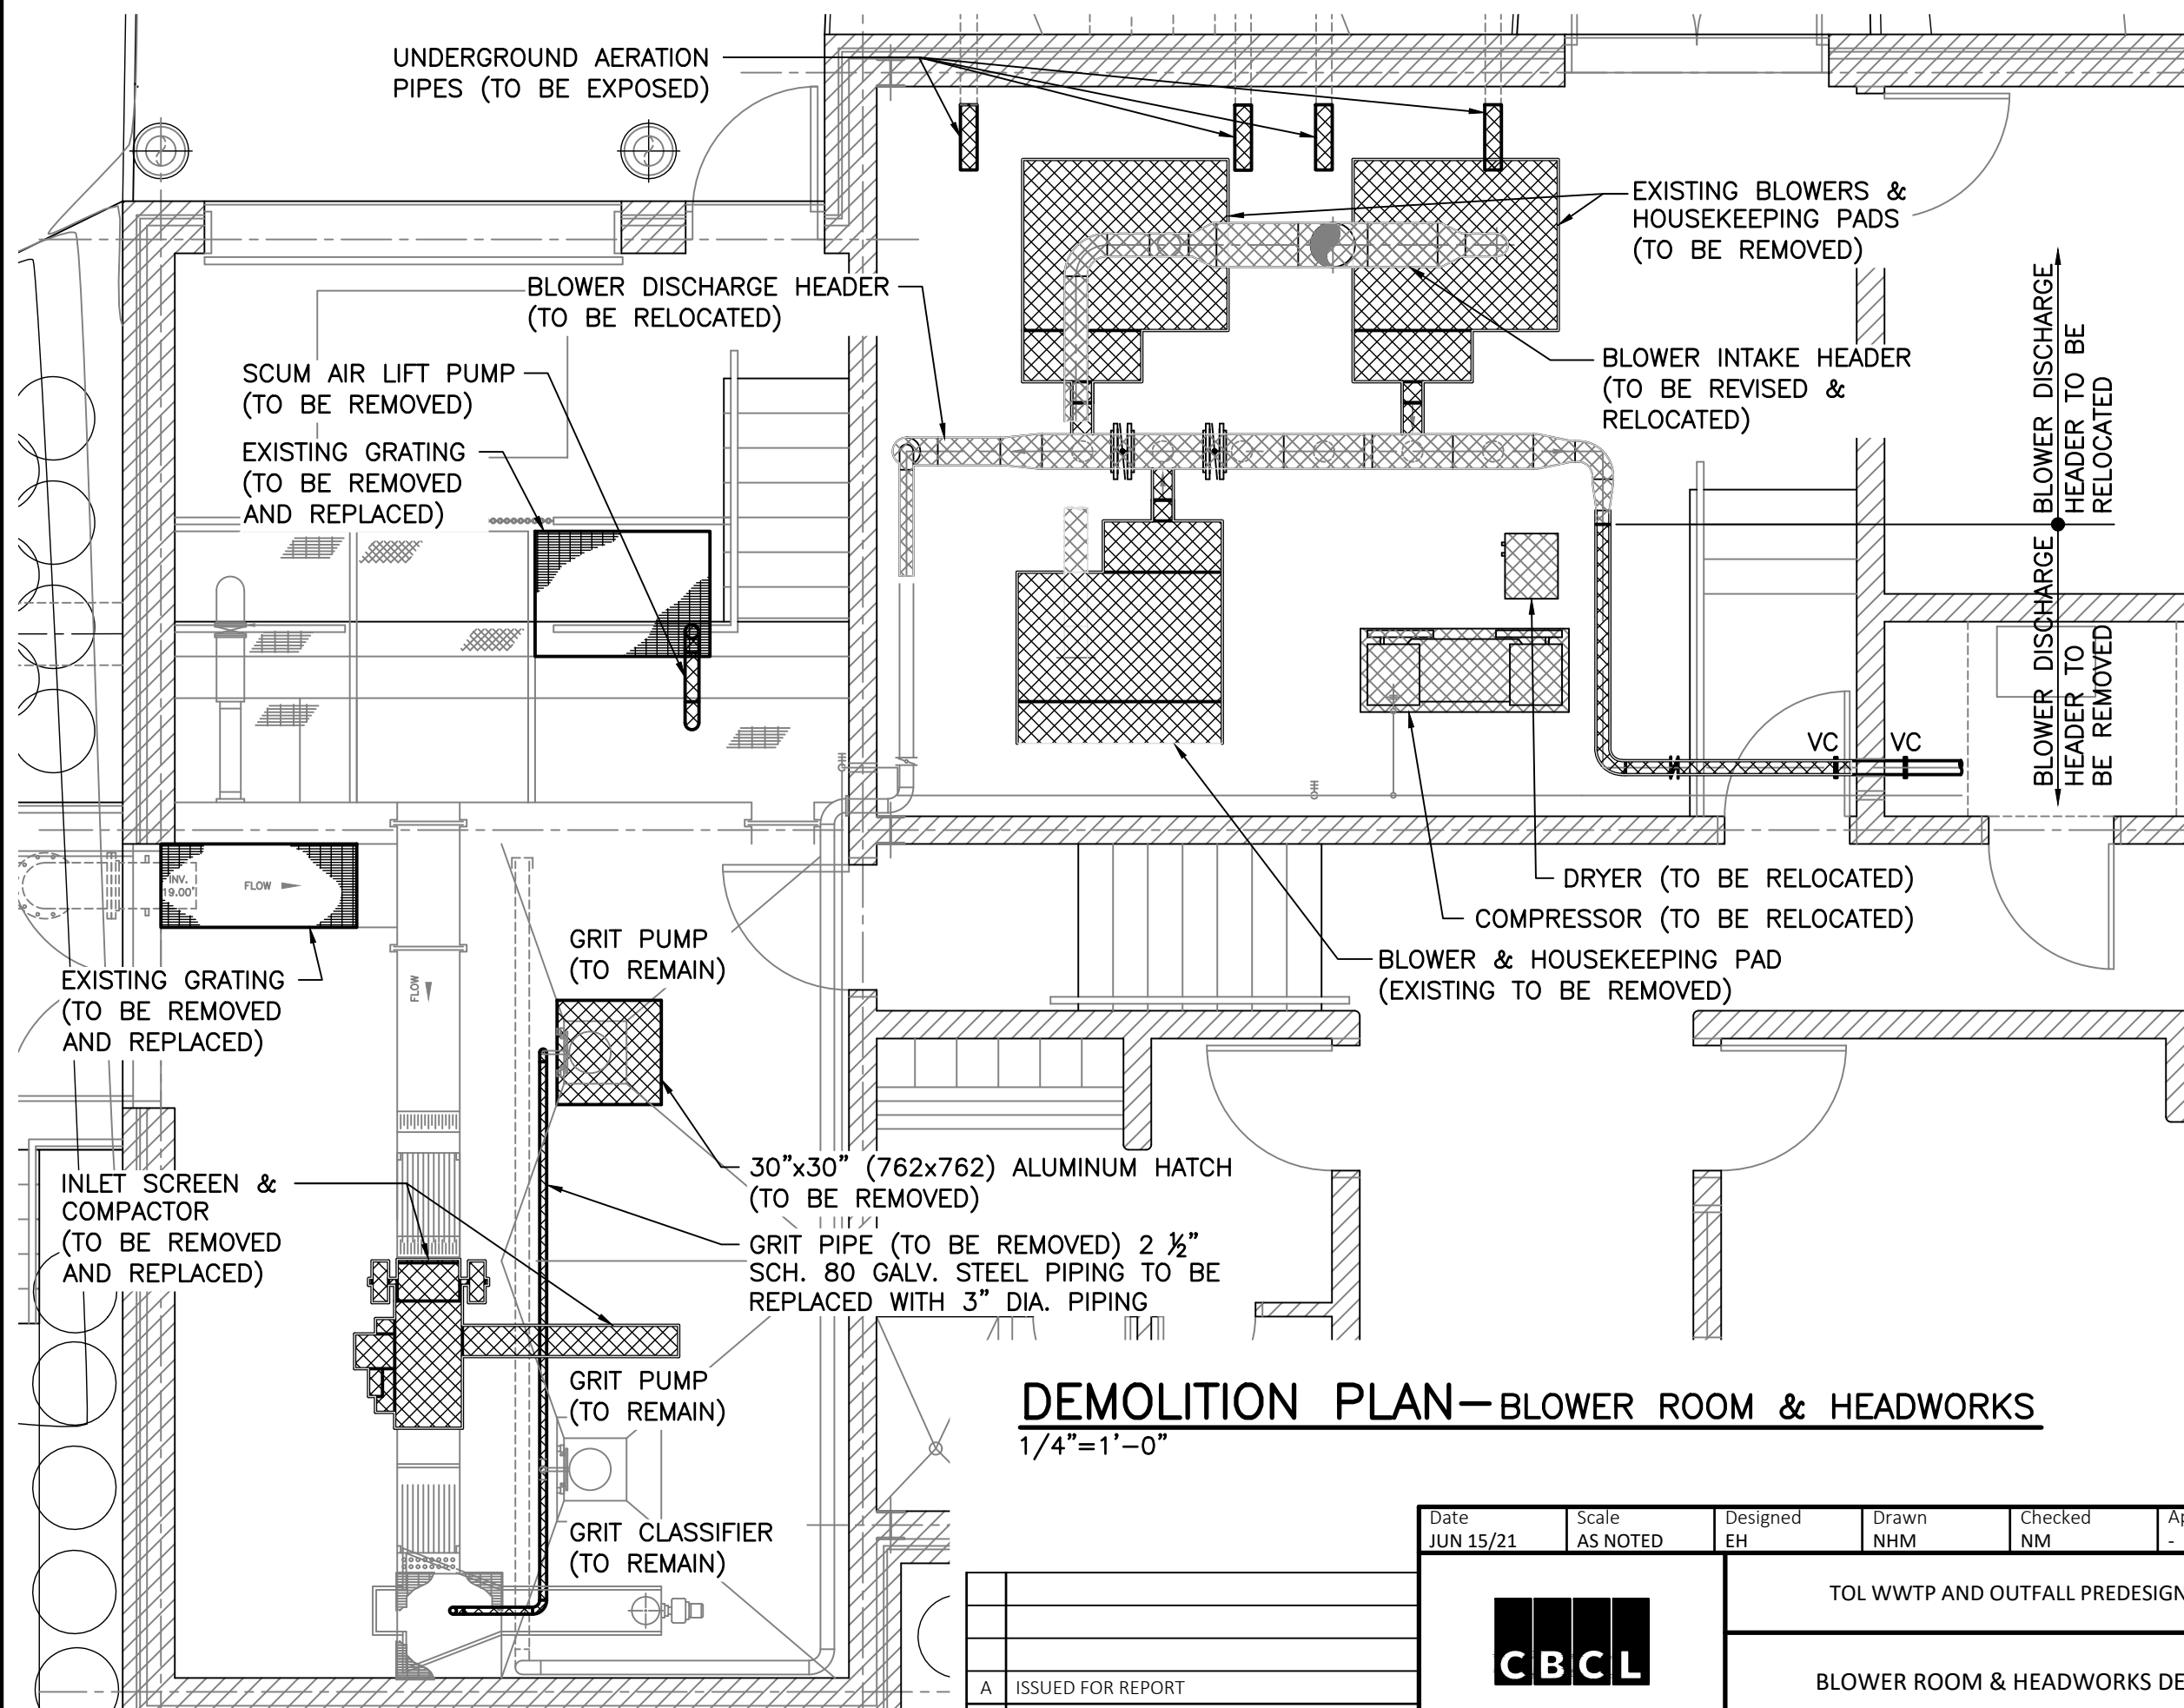 UNDERGROUND AERATION
PIPES (TO BE EXPOSED)
EXISTING BLOWERS &
HOUSEKEEPING PADS
(TO BE REMOVED)
BLOWER DISCHARGE HEADER
(TO BE RELOCATED)
BLOWER INTAKE HEADER
(TO BE REVISED &
RELOCATED)
BLOWER DISCHARGE
HEADER TO BE
RELOCATED
SCUM AIR LIFT PUMP
(TO BE REMOVED)
EXISTING GRATING
(TO BE REMOVED
AND REPLACED)
BLOWER DISCHARGE
HEADER TO
BE REMOVED
VC
VC
INV.
19.00'
FLOW
DRYER (TO BE RELOCATED)
COMPRESSOR (TO BE RELOCATED)
BLOWER & HOUSEKEEPING PAD
(EXISTING TO BE REMOVED)
GRIT PUMP
(TO REMAIN)
EXISTING GRATING
(TO BE REMOVED
AND REPLACED)
FLOW
30"x30" (762x762) ALUMINUM HATCH
(TO BE REMOVED)
INLET SCREEN &
COMPACTOR
(TO BE REMOVED
AND REPLACED)
GRIT PIPE (TO BE REMOVED) 2 ½"
SCH. 80 GALV. STEEL PIPING TO BE
REPLACED WITH 3" DIA. PIPING
GRIT PUMP
(TO REMAIN)
GRIT CLASSIFIER
(TO REMAIN)
DEMOLITION PLAN-BLOWER ROOM & HEADWORKS
1/4"=1'-0"
Date
JUN 15/21
Scale
AS NOTED
Designed
EH
Drawn
NHM
Checked
NM
-
TOL WWTP AND OUTFALL PREDESIGN
CBCL
BLOWER ROOM & HEADWORKS
A ISSUED FOR REPORT